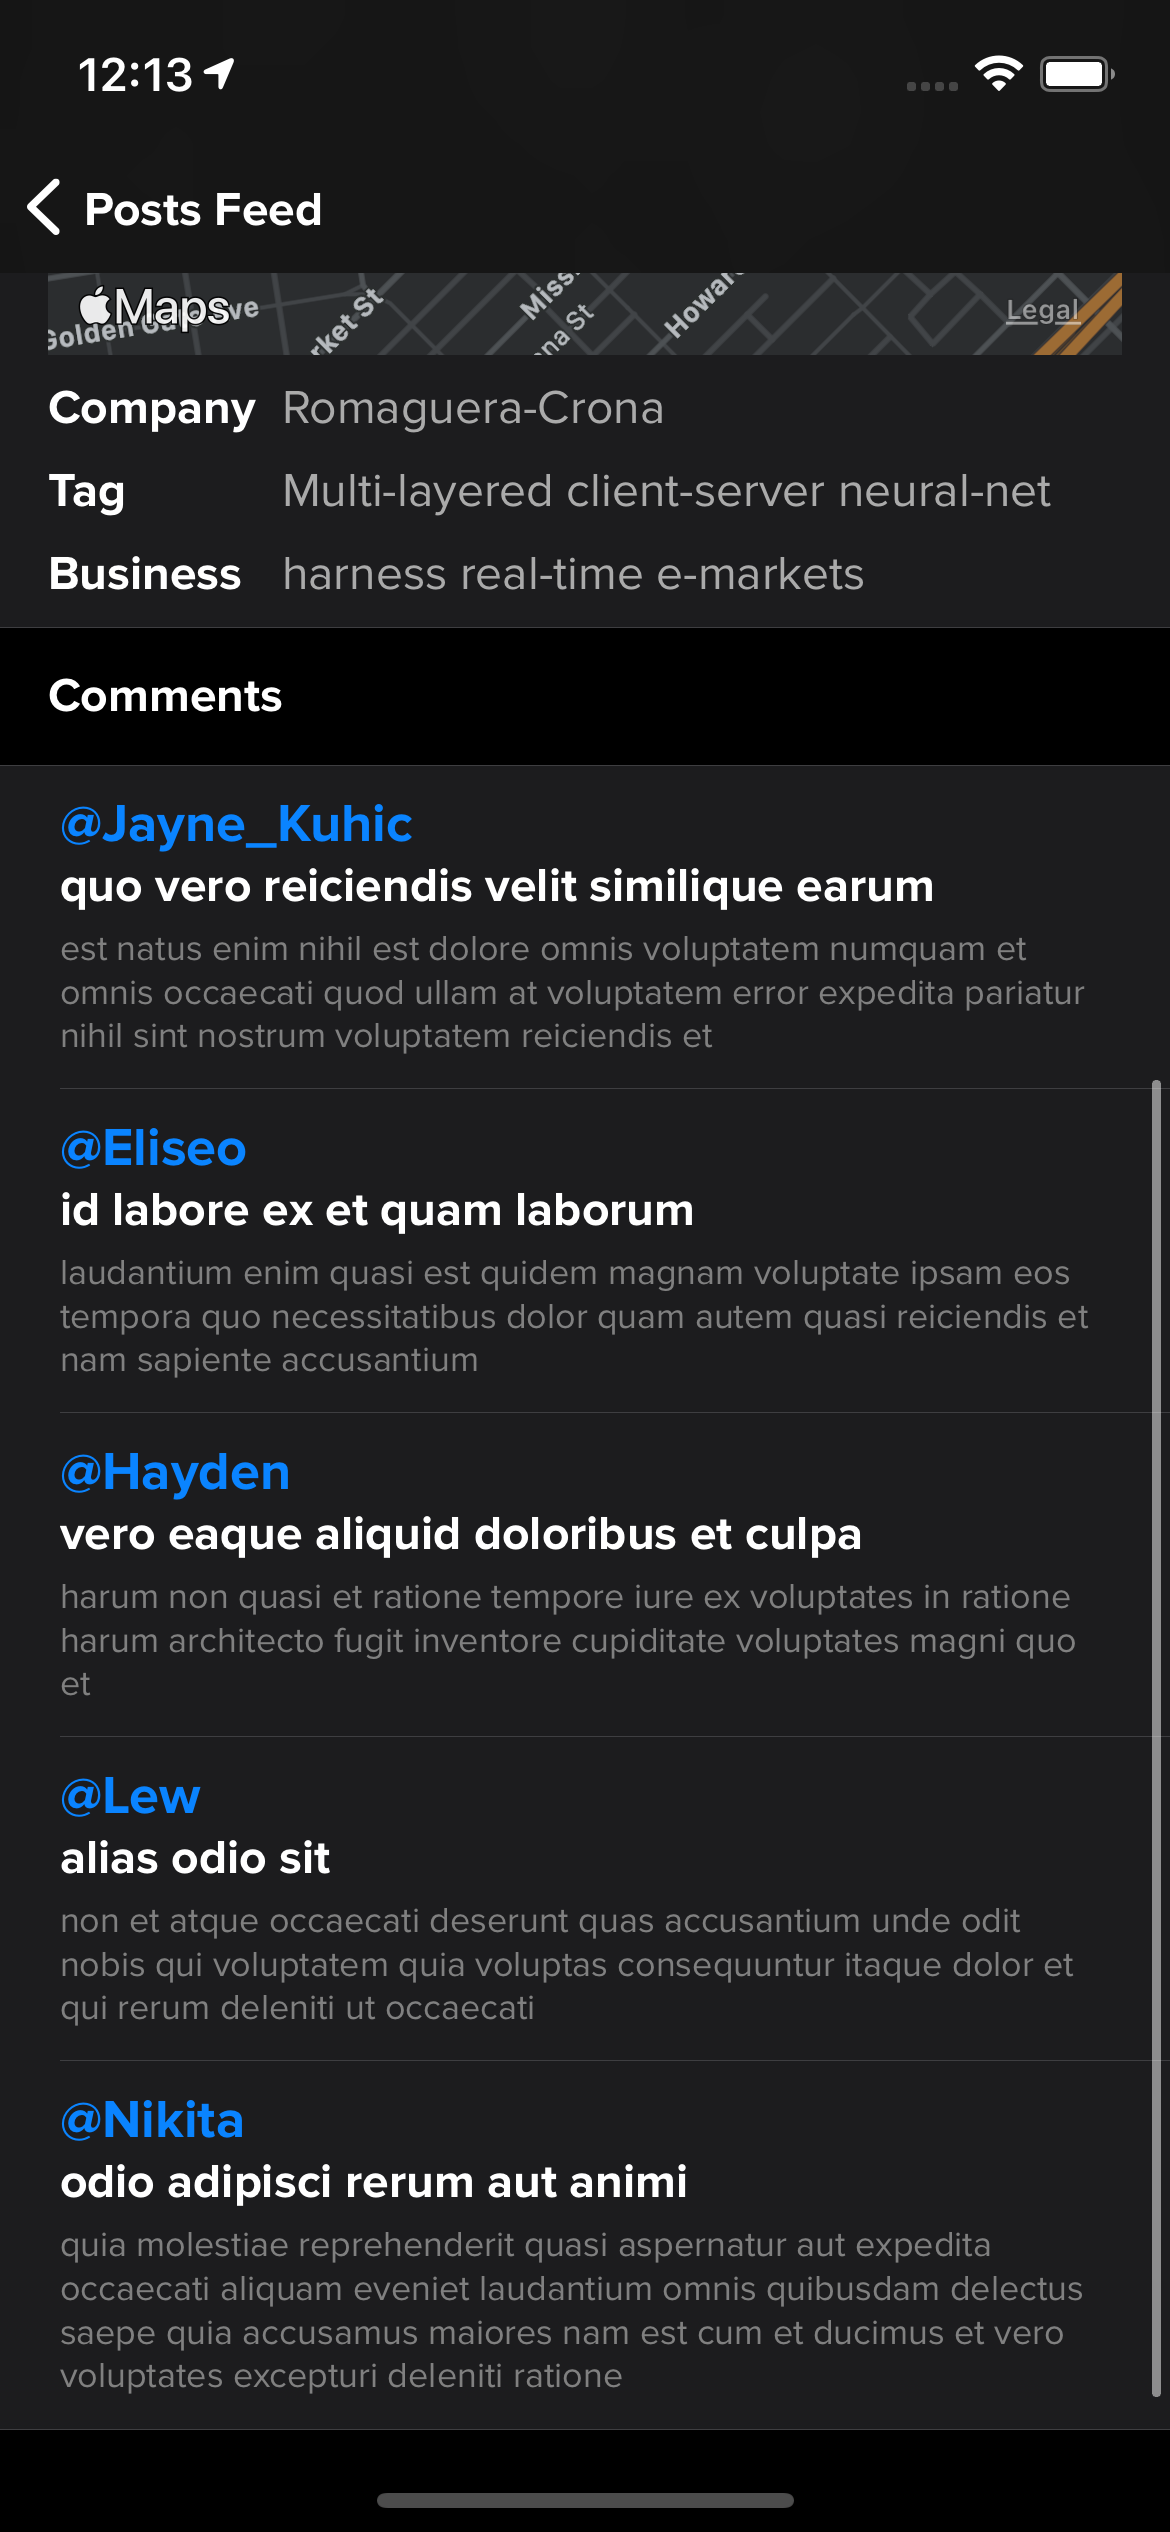 12:13
Posts Feed
Maps
Golden
ve
rket St
Miss
na St
Howar
Legal
Company Romaguera-Crona
Tag Multi-layered client-server neural-net
Business harness real-time e-markets
Comments
@Jayne_Kuhic
quo vero reiciendis velit similique earum
est natus enim nihil est dolore omnis voluptatem numquam et
omnis occaecati quod ullam at voluptatem error expedita pariatur
nihil sint nostrum voluptatem reiciendis et
@Eliseo
id labore ex et quam laborum
laudantium enim quasi est quidem magnam voluptate ipsam eos
tempora quo necessitatibus dolor quam autem quasi reiciendis et
nam sapiente accusantium
@Hayden
vero eaque aliquid doloribus et culpa
harum non quasi et ratione tempore iure ex voluptates in ratione
harum architecto fugit inventore cupiditate voluptates magni quo
et
@Lew
alias odio sit
non et atque occaecati deserunt quas accusantium unde odit
nobis qui voluptatem quia voluptas consequuntur itaque dolor et
qui rerum deleniti ut occaecati
@Nikita
odio adipisci rerum aut animi
quia molestiae reprehenderit quasi aspernatur aut expedita
occaecati aliquam eveniet laudantium omnis quibusdam delectus
saepe quia accusamus maiores nam est cum et ducimus et vero
voluptates excepturi deleniti ratione